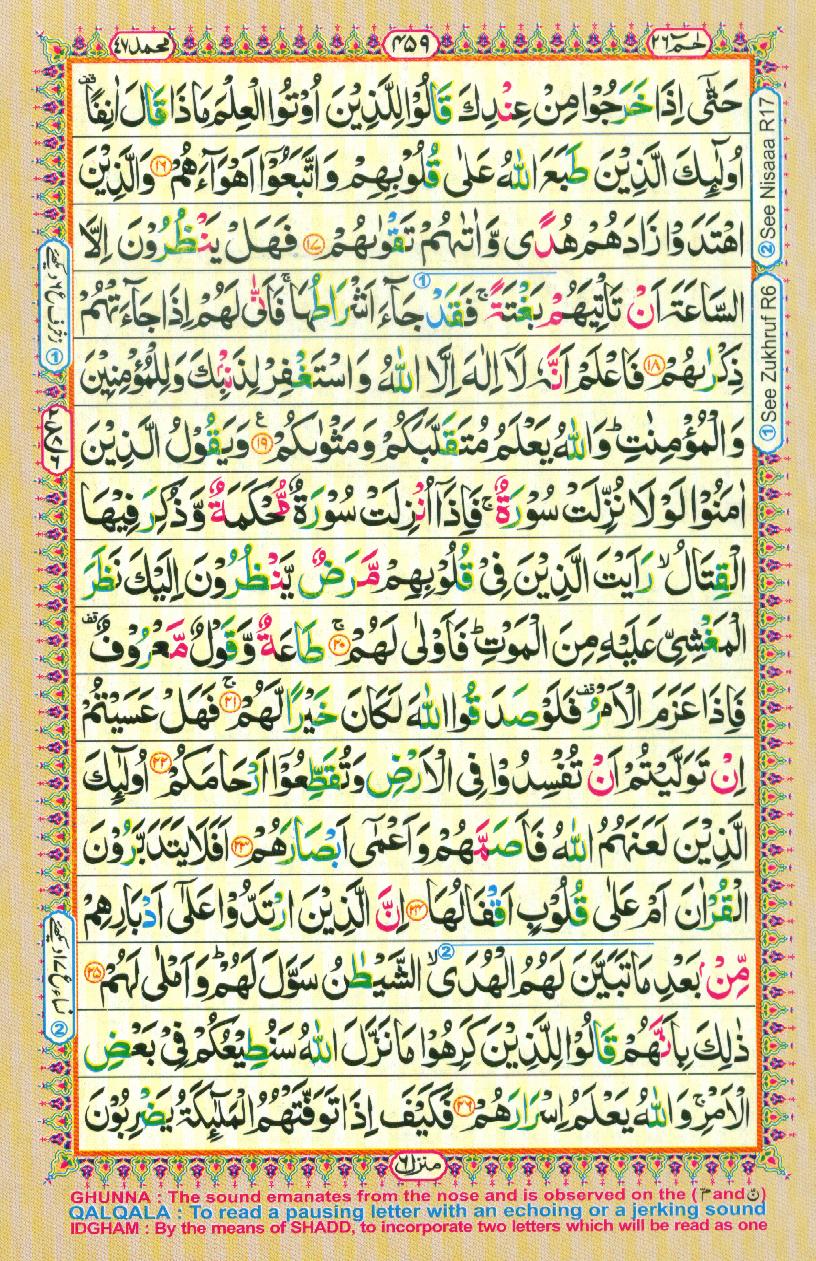 حٰمٓ ٢٦
٤٥٩
محمد ٤٧
حَتّٰۤى اِذَا خَرَجُوْا مِنْ عِنْدِكَ قَالُوْا لِلَّذِيْنَ اُوْتُوا الْعِلْمَ مَاذَا قَالَ اٰنِفًا ۫
اُولٰٓئِكَ الَّذِيْنَ طَبَعَ اللّٰهُ عَلٰى قُلُوْبِهِمْ وَاتَّبَعُوْۤا اَهْوَآءَهُمْ ﴿١٦﴾ وَالَّذِيْنَ
اهْتَدَوْا زَادَهُمْ هُدًى وَّاٰتٰىهُمْ تَقْوٰىهُمْ ﴿١٧﴾ فَهَلْ يَنْظُرُوْنَ اِلَّا
السَّاعَةَ اَنْ تَاْتِيَهُمْ بَغْتَةً ۚ فَقَدْ جَآءَ اَشْرَاطُهَا ۚ فَاَنّٰى لَهُمْ اِذَا جَآءَتْهُمْ
ذِكْرٰىهُمْ ﴿١٨﴾ فَاعْلَمْ اَنَّهٗ لَاۤ اِلٰهَ اِلَّا اللّٰهُ وَاسْتَغْفِرْ لِذَنْۢبِكَ وَلِلْمُؤْمِنِيْنَ
وَالْمُؤْمِنٰتِ ؕ وَاللّٰهُ يَعْلَمُ مُتَقَلَّبَكُمْ وَمَثْوٰىكُمْ ﴿١٩﴾ وَيَقُوْلُ الَّذِيْنَ
اٰمَنُوْا لَوْلَا نُزِّلَتْ سُوْرَةٌ ۚ فَاِذَاۤ اُنْزِلَتْ سُوْرَةٌ مُّحْكَمَةٌ وَّذُكِرَ فِيْهَا
الْقِتَالُ ۙ رَاَيْتَ الَّذِيْنَ فِيْ قُلُوْبِهِمْ مَّرَضٌ يَّنْظُرُوْنَ اِلَيْكَ نَظَرَ
الْمَغْشِيِّ عَلَيْهِ مِنَ الْمَوْتِ ؕ فَاَوْلٰى لَهُمْ ﴿٢٠﴾ طَاعَةٌ وَّقَوْلٌ مَّعْرُوْفٌ ۫
فَاِذَا عَزَمَ الْاَمْرُ ۫ فَلَوْ صَدَقُوا اللّٰهَ لَكَانَ خَيْرًا لَّهُمْ ﴿٢١﴾ فَهَلْ عَسَيْتُمْ
اِنْ تَوَلَّيْتُمْ اَنْ تُفْسِدُوْا فِى الْاَرْضِ وَتُقَطِّعُوْۤا اَرْحَامَكُمْ ﴿٢٢﴾ اُولٰٓئِكَ
الَّذِيْنَ لَعَنَهُمُ اللّٰهُ فَاَصَمَّهُمْ وَاَعْمٰۤى اَبْصَارَهُمْ ﴿٢٣﴾ اَفَلَا يَتَدَبَّرُوْنَ
الْقُرْاٰنَ اَمْ عَلٰى قُلُوْبٍ اَقْفَالُهَا ﴿٢٤﴾ اِنَّ الَّذِيْنَ ارْتَدُّوْا عَلٰۤى اَدْبَارِهِمْ
مِّنْۢ بَعْدِ مَا تَبَيَّنَ لَهُمُ الْهُدَى ۙ الشَّيْطٰنُ سَوَّلَ لَهُمْ ؕ وَاَمْلٰى لَهُمْ ﴿٢٥﴾
ذٰلِكَ بِاَنَّهُمْ قَالُوْا لِلَّذِيْنَ كَرِهُوْا مَا نَزَّلَ اللّٰهُ سَنُطِيْعُكُمْ فِيْ بَعْضِ
الْاَمْرِ ۚ وَاللّٰهُ يَعْلَمُ اِسْرَارَهُمْ ﴿٢٦﴾ فَكَيْفَ اِذَا تَوَفَّتْهُمُ الْمَلٰٓئِكَةُ يَضْرِبُوْنَ
② See Nisaaa R17
① See Zukhruf R6
منزل ٦
GHUNNA : The sound emanates from the nose and is observed on the ( مّ and نّ )
QALQALA : To read a pausing letter with an echoing or a jerking sound
IDGHAM : By the means of SHADD, to incorporate two letters which will be read as one